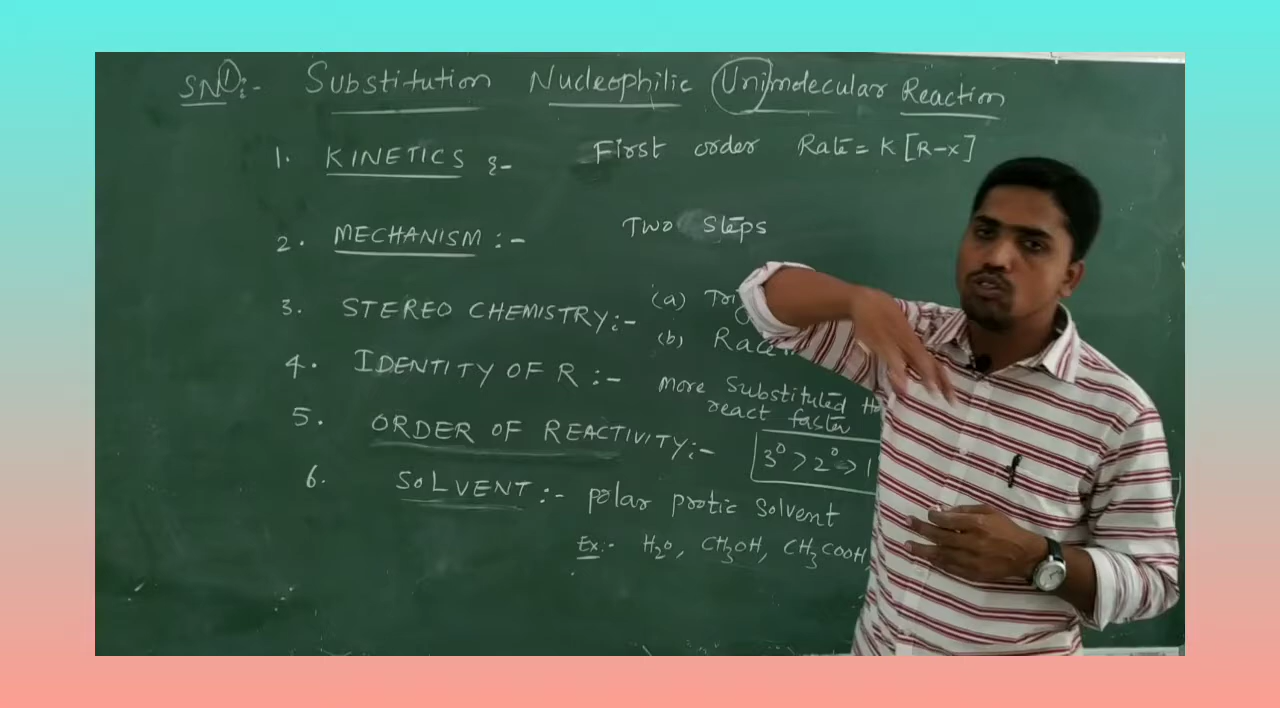 SN1:- Substitution Nucleophilic Unimolecular Reaction
1. KINETICS :- First order Rate = K [R-X]
2. MECHANISM :- Two Steps
3. STEREO CHEMISTRY :- (a)
(b)
4. IDENTITY OF R :- More Substituted
react faster
5. ORDER OF REACTIVITY :- 3° > 2° > 1
6. SOLVENT :- polar protic solvent
Ex:- H2O, CH3OH, CH3COOH